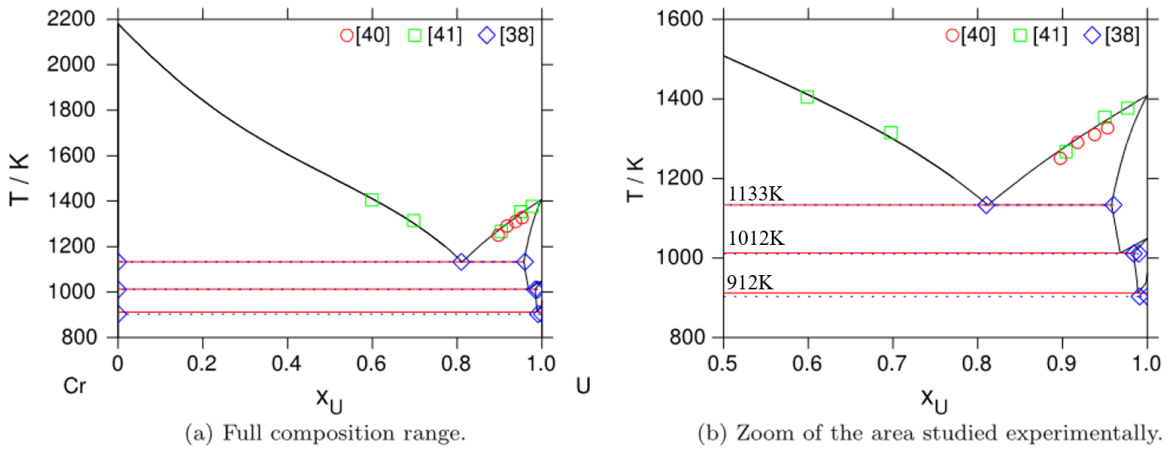 2200
2000
1800
1600
1400
1200
1000
800
T / K
[40] [41] [38]
0 0.2 0.4 0.6 0.8 1.0
Cr U
xU
(a) Full composition range.
1600
1400
1200
1000
800
T / K
[40] [41] [38]
1133K
1012K
912K
0.5 0.6 0.7 0.8 0.9 1.0
xU
(b) Zoom of the area studied experimentally.